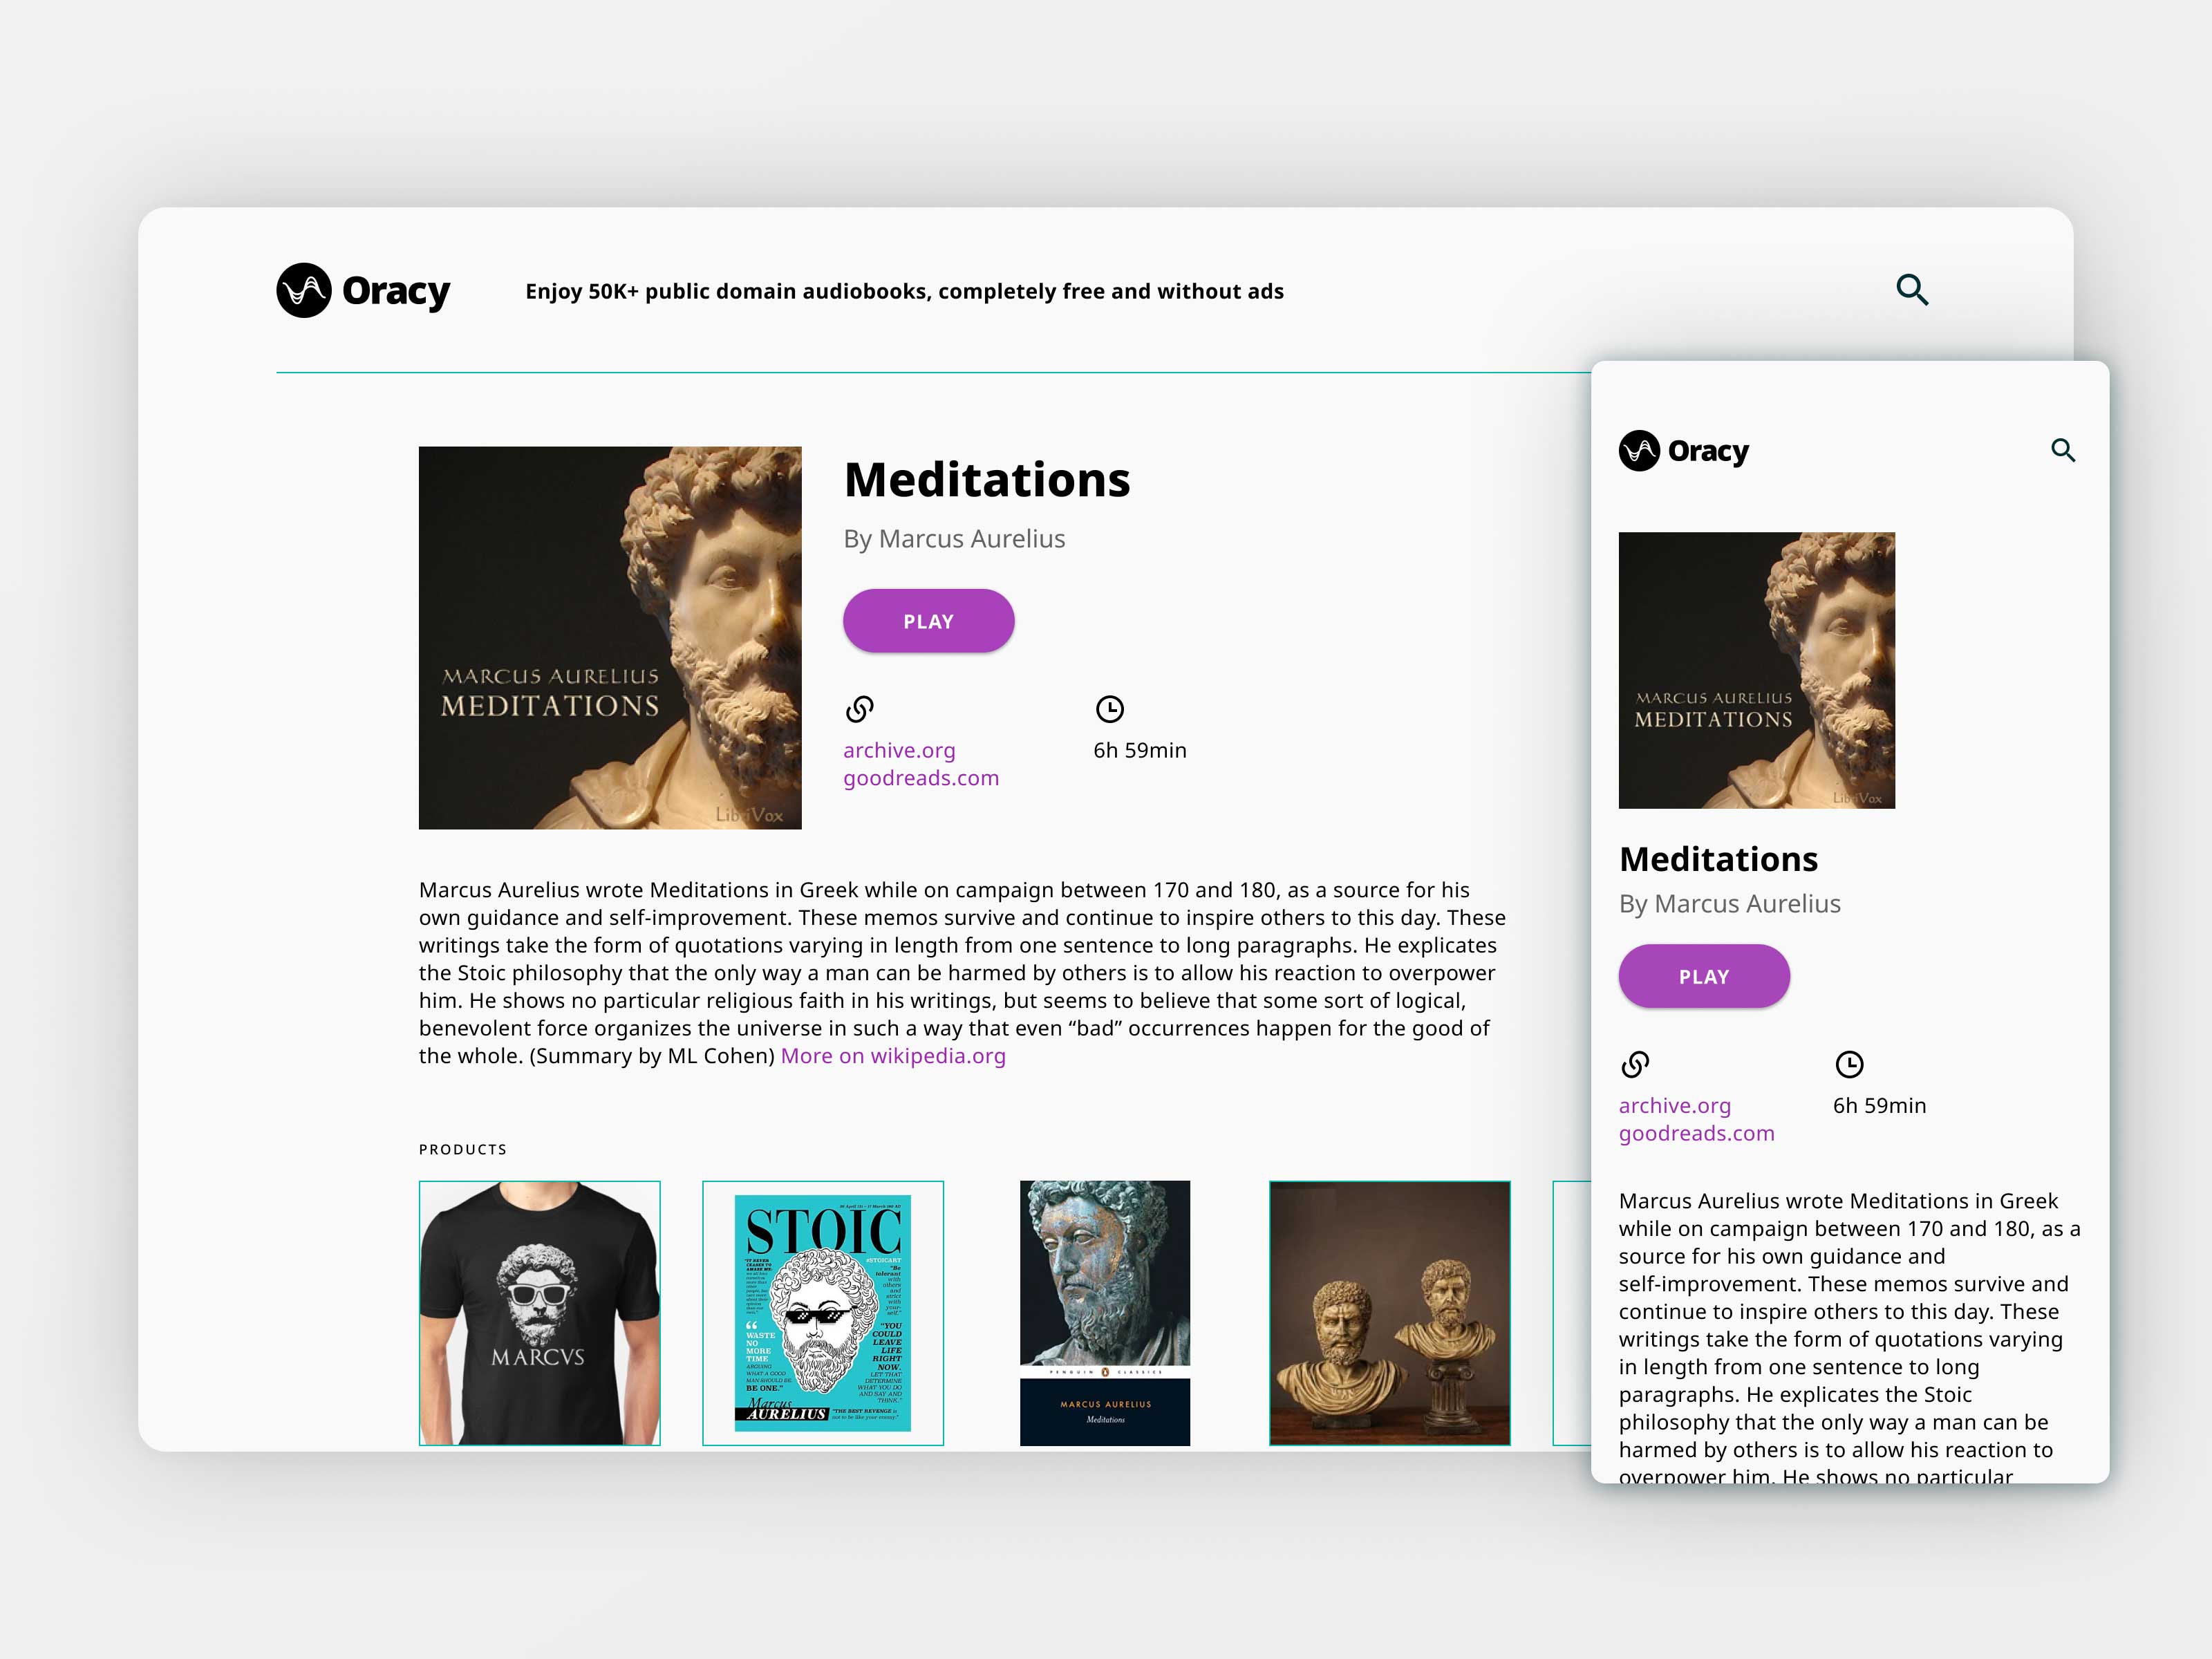 Oracy
Enjoy 50K+ public domain audiobooks, completely free and without ads
MARCUS AURELIUS
MEDITATIONS
LibriVox
Meditations
By Marcus Aurelius
PLAY
archive.org
goodreads.com
6h 59min
Marcus Aurelius wrote Meditations in Greek while on campaign between 170 and 180, as a source for his
own guidance and self-improvement. These memos survive and continue to inspire others to this day. These
writings take the form of quotations varying in length from one sentence to long paragraphs. He explicates
the Stoic philosophy that the only way a man can be harmed by others is to allow his reaction to overpower
him. He shows no particular religious faith in his writings, but seems to believe that some sort of logical,
benevolent force organizes the universe in such a way that even “bad” occurrences happen for the good of
the whole. (Summary by ML Cohen) More on wikipedia.org
PRODUCTS
MARCVS
STOIC
#STOICART
"Be
tolerant
with
others
and
strict
with
your-
self."
“
WASTE
NO
MORE
TIME
ARGUING
WHAT A GOOD
MAN SHOULD BE,
BE ONE."
"YOU
COULD
LEAVE
LIFE
RIGHT
NOW.
LET THAT
DETERMINE
WHAT YOU DO
AND SAY AND
THINK."
Marcus
AURELIUS
"THE BEST REVENGE is
not to be like your enemy."
PENGUIN CLASSICS
MARCUS AURELIUS
Meditations
Oracy
MARCUS AURELIUS
MEDITATIONS
LibriVox
Meditations
By Marcus Aurelius
PLAY
archive.org
goodreads.com
6h 59min
Marcus Aurelius wrote Meditations in Greek
while on campaign between 170 and 180, as a
source for his own guidance and
self-improvement. These memos survive and
continue to inspire others to this day. These
writings take the form of quotations varying
in length from one sentence to long
paragraphs. He explicates the Stoic
philosophy that the only way a man can be
harmed by others is to allow his reaction to
overpower him. He shows no particular